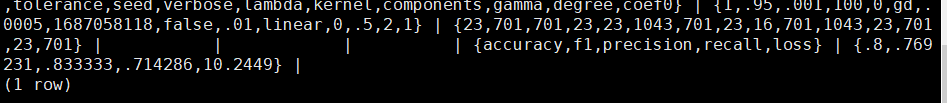 ,tolerance,seed,verbose,lambda,kernel,components,gamma,degree,coef0} | {1,.95,.001,100,0,gd,.
0005,1687058118,false,.01,linear,0,.5,2,1} | {23,701,701,23,23,1043,701,23,16,701,1043,23,701
,23,701} |          |          |          | {accuracy,f1,precision,recall,loss} | {.8,.769
231,.833333,.714286,10.2449} |
(1 row)